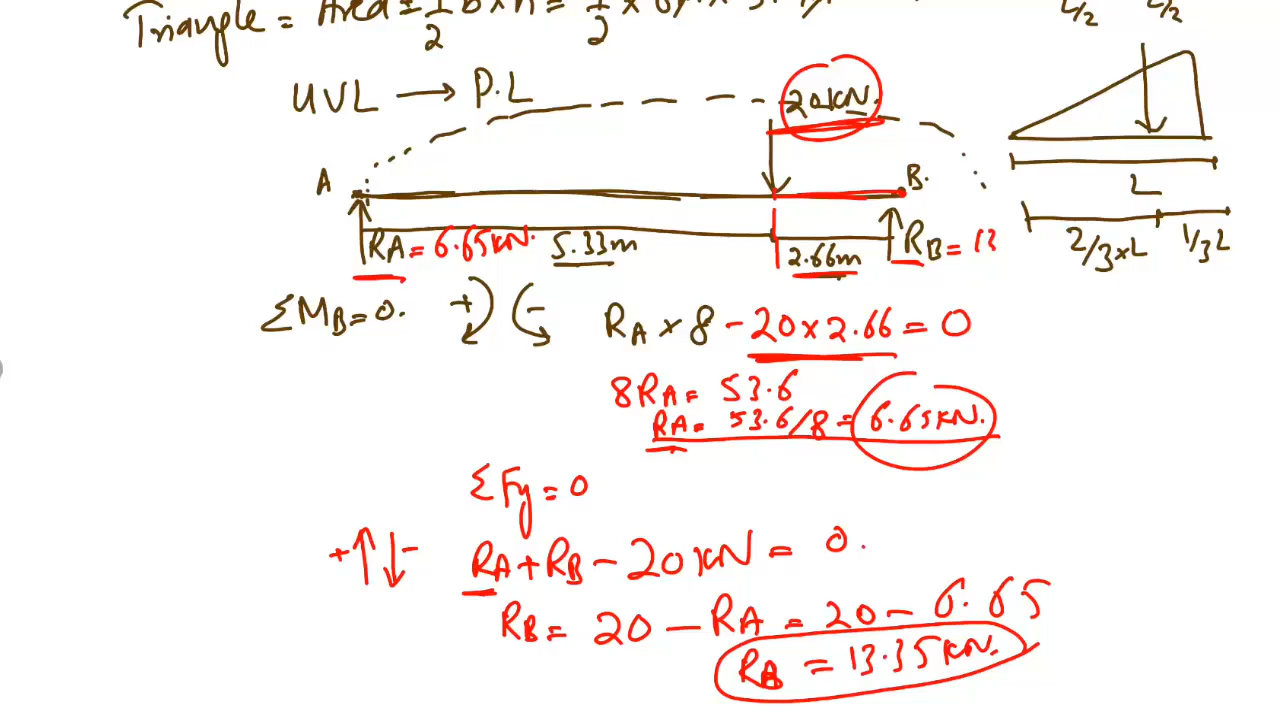 Triangle = Area = 1/2 b×h = 1/2 ×
L/2 L/2
UVL → P.L
20kN.
A
B.
RA = 6.65kN.
5.33m
2.66m
RB = 13
L
2/3×L 1/3L
ΣMB = 0. + − RA × 8 − 20 × 2.66 = 0
8RA = 53.6
RA = 53.6/8 = 6.65kN.
ΣFy = 0
+ − RA + RB − 20kN = 0.
RB = 20 − RA = 20 − 6.65
RB = 13.35kN.